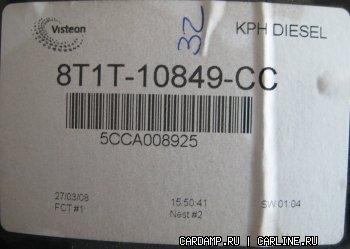 Visteon
32
KPH DIESEL
8T1T-10849-CC
5CCA008925
27/03/08 15:50:41 SW 01:04
FCT #1 Nest #2
CARDAMP.RU | CARLINE.RU